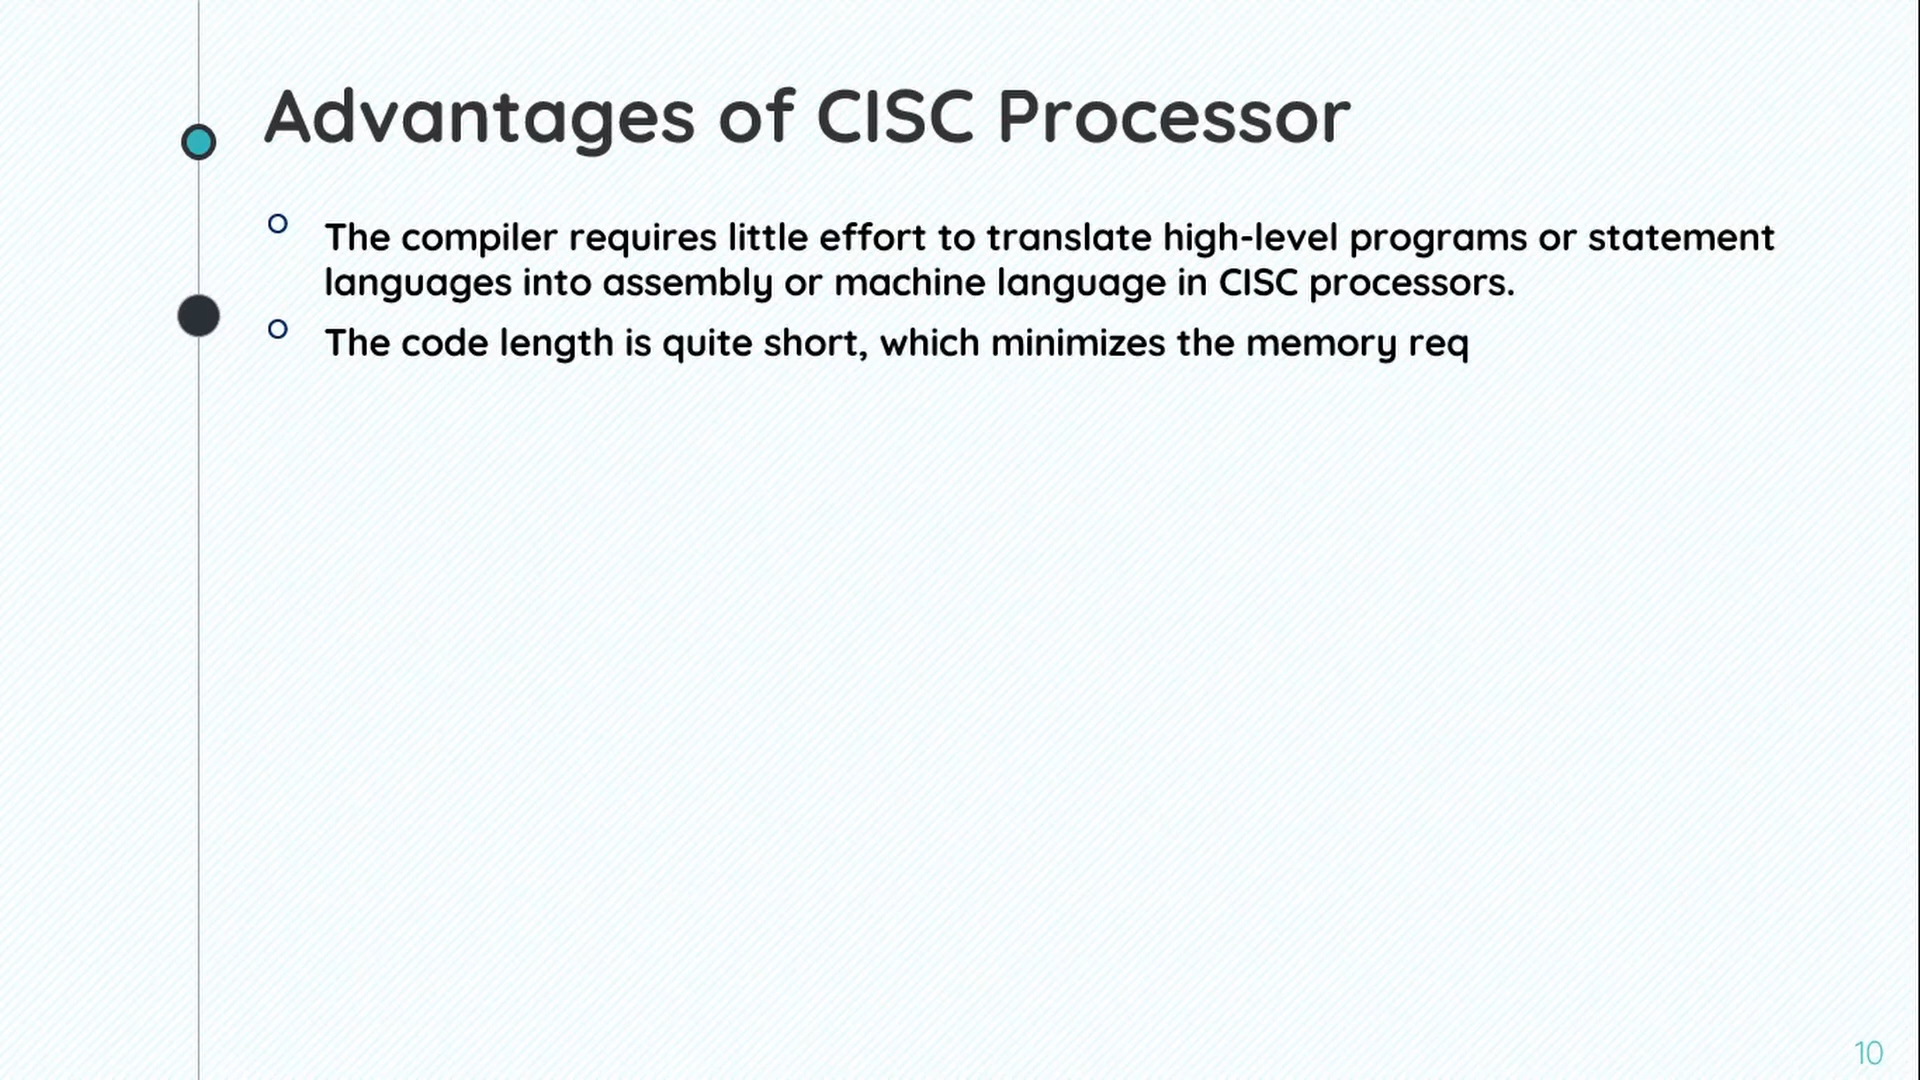 Advantages of CISC Processor
The compiler requires little effort to translate high-level programs or statement
languages into assembly or machine language in CISC processors.
The code length is quite short, which minimizes the memory req
10